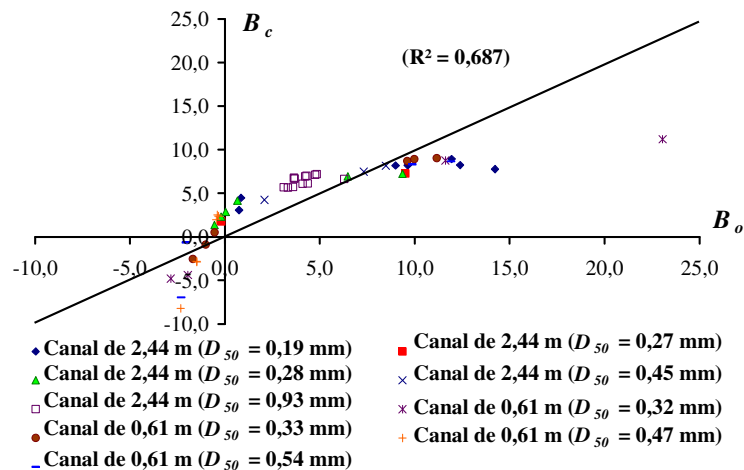 25,0
B c
20,0
(R² = 0,687)
15,0
10,0
5,0
0,0
B o
-10,0 -5,0 0,0 5,0 10,0 15,0 20,0 25,0
-5,0
-10,0
Canal de 2,44 m (D 50 = 0,19 mm)
Canal de 2,44 m (D 50 = 0,27 mm)
Canal de 2,44 m (D 50 = 0,28 mm)
Canal de 2,44 m (D 50 = 0,45 mm)
Canal de 2,44 m (D 50 = 0,93 mm)
Canal de 0,61 m (D 50 = 0,32 mm)
Canal de 0,61 m (D 50 = 0,33 mm)
Canal de 0,61 m (D 50 = 0,47 mm)
Canal de 0,61 m (D 50 = 0,54 mm)